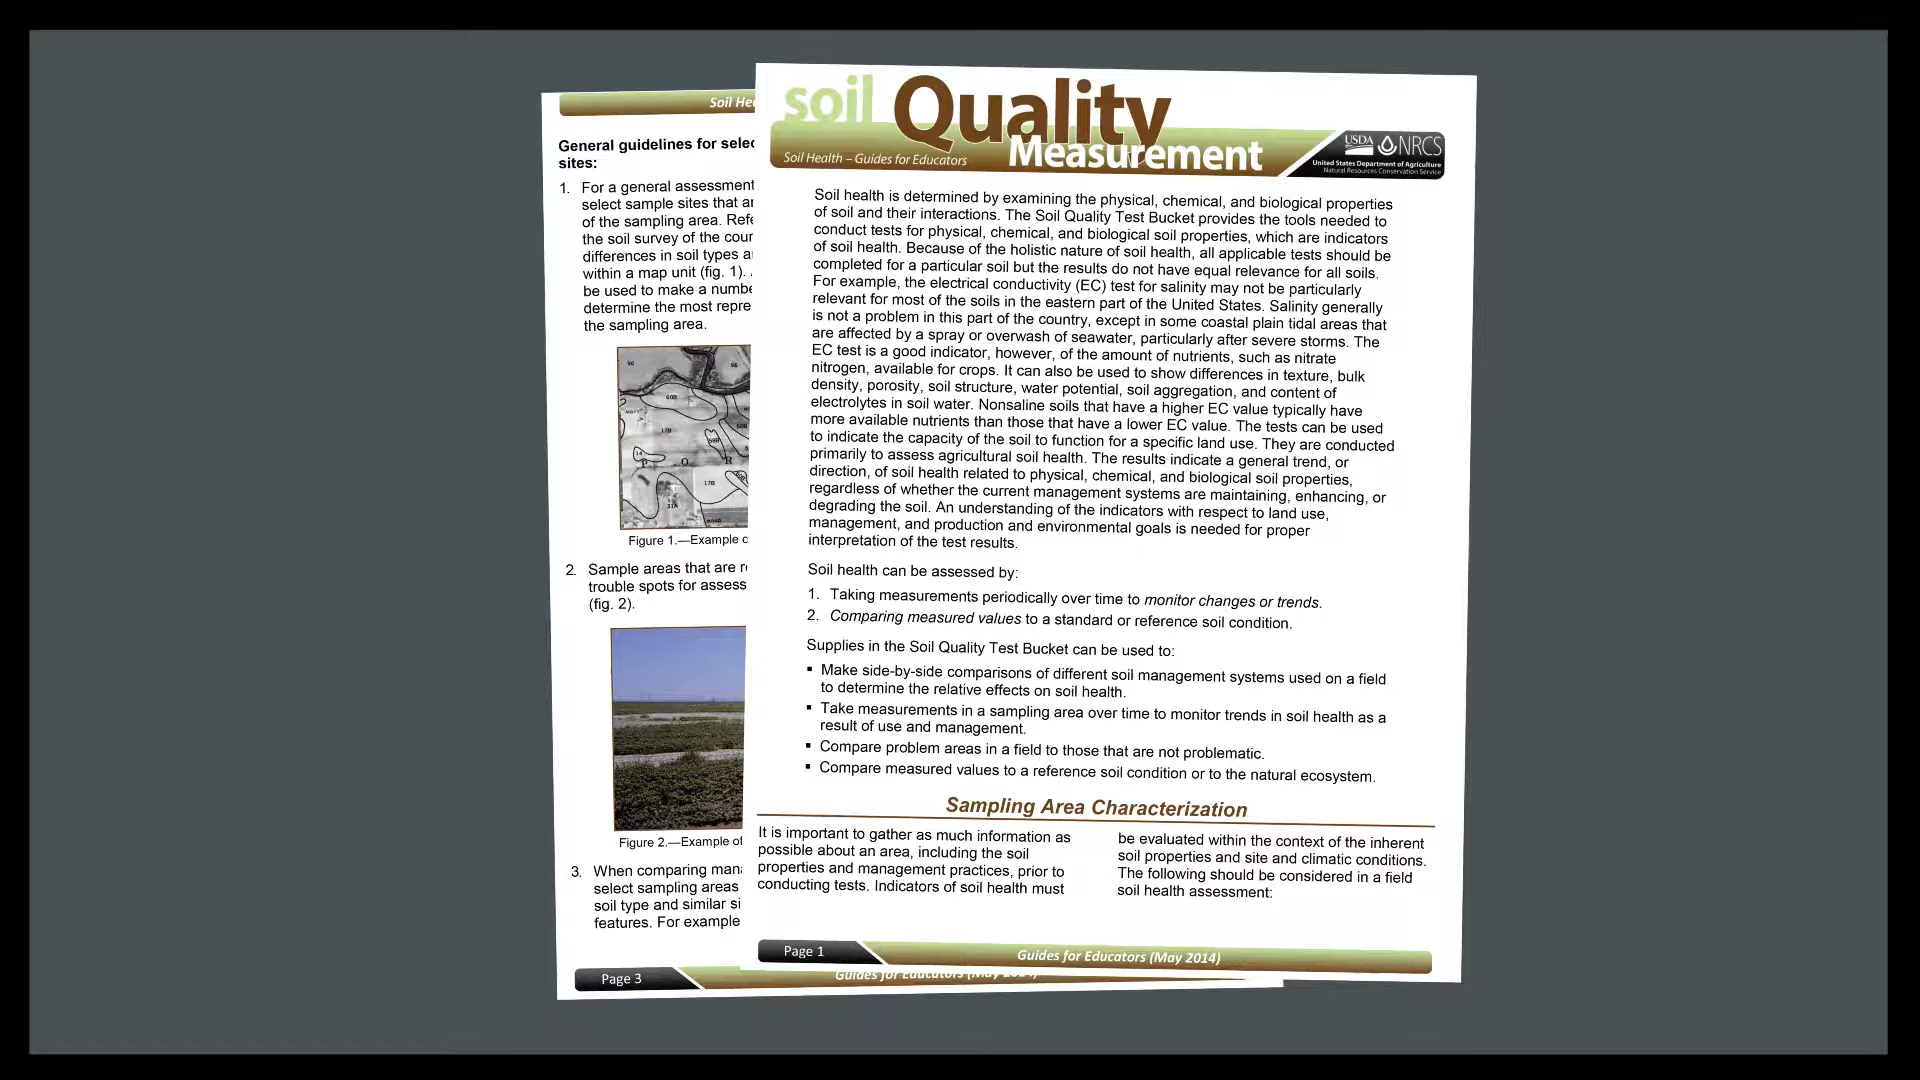 Soil
General guidelines for
sites:
1. For a general assessment
select sample sites that
of the sampling area.
the soil survey of the
differences in soil types
within a map unit (fig. 1).
be used to make a
determine the most
the sampling area.
96
96
60B
17B
60B
68B
P O R
17B
Figure 1.—Example
2. Sample areas that are
trouble spots for
(fig. 2).
Figure 2.—Example of
3. When comparing
select sampling areas
soil type and similar
features. For example
Page 3
Guides for Educators
soil Quality
Measurement
Soil Health – Guides for Educators
USDA NRCS
United States Department of Agriculture
Natural Resources Conservation Service
Soil health is determined by examining the physical, chemical, and biological properties
of soil and their interactions. The Soil Quality Test Bucket provides the tools needed to
conduct tests for physical, chemical, and biological soil properties, which are indicators
of soil health. Because of the holistic nature of soil health, all applicable tests should be
completed for a particular soil but the results do not have equal relevance for all soils.
For example, the electrical conductivity (EC) test for salinity may not be particularly
relevant for most of the soils in the eastern part of the United States. Salinity generally
is not a problem in this part of the country, except in some coastal plain tidal areas that
are affected by a spray or overwash of seawater, particularly after severe storms. The
EC test is a good indicator, however, of the amount of nutrients, such as nitrate
nitrogen, available for crops. It can also be used to show differences in texture, bulk
density, porosity, soil structure, water potential, soil aggregation, and content of
electrolytes in soil water. Nonsaline soils that have a higher EC value typically have
more available nutrients than those that have a lower EC value. The tests can be used
to indicate the capacity of the soil to function for a specific land use. They are conducted
primarily to assess agricultural soil health. The results indicate a general trend, or
direction, of soil health related to physical, chemical, and biological soil properties,
regardless of whether the current management systems are maintaining, enhancing, or
degrading the soil. An understanding of the indicators with respect to land use,
management, and production and environmental goals is needed for proper
interpretation of the test results.
Soil health can be assessed by:
1. Taking measurements periodically over time to monitor changes or trends.
2. Comparing measured values to a standard or reference soil condition.
Supplies in the Soil Quality Test Bucket can be used to:
▪ Make side-by-side comparisons of different soil management systems used on a field
to determine the relative effects on soil health.
▪ Take measurements in a sampling area over time to monitor trends in soil health as a
result of use and management.
▪ Compare problem areas in a field to those that are not problematic.
▪ Compare measured values to a reference soil condition or to the natural ecosystem.
Sampling Area Characterization
It is important to gather as much information as
possible about an area, including the soil
properties and management practices, prior to
conducting tests. Indicators of soil health must
be evaluated within the context of the inherent
soil properties and site and climatic conditions.
The following should be considered in a field
soil health assessment:
Page 1
Guides for Educators (May 2014)